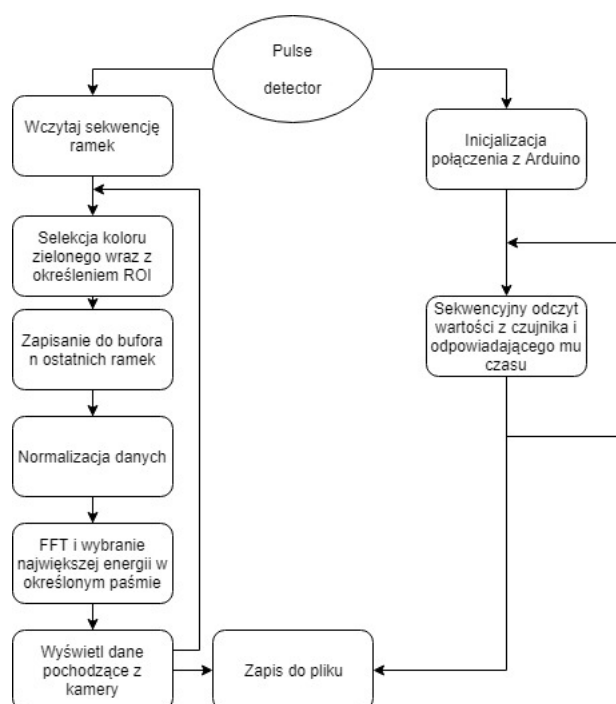 Pulse
detector
Wczytaj sekwencję
ramek
Selekcja koloru
zielonego wraz z
określeniem ROI
Zapisanie do bufora
n ostatnich ramek
Normalizacja danych
FFT i wybranie
największej energii w
określonym paśmie
Wyświetl dane
pochodzące z
kamery
Zapis do pliku
Inicjalizacja
połączenia z Arduino
Sekwencyjny odczyt
wartości z czujnika i
odpowiadającego mu
czasu